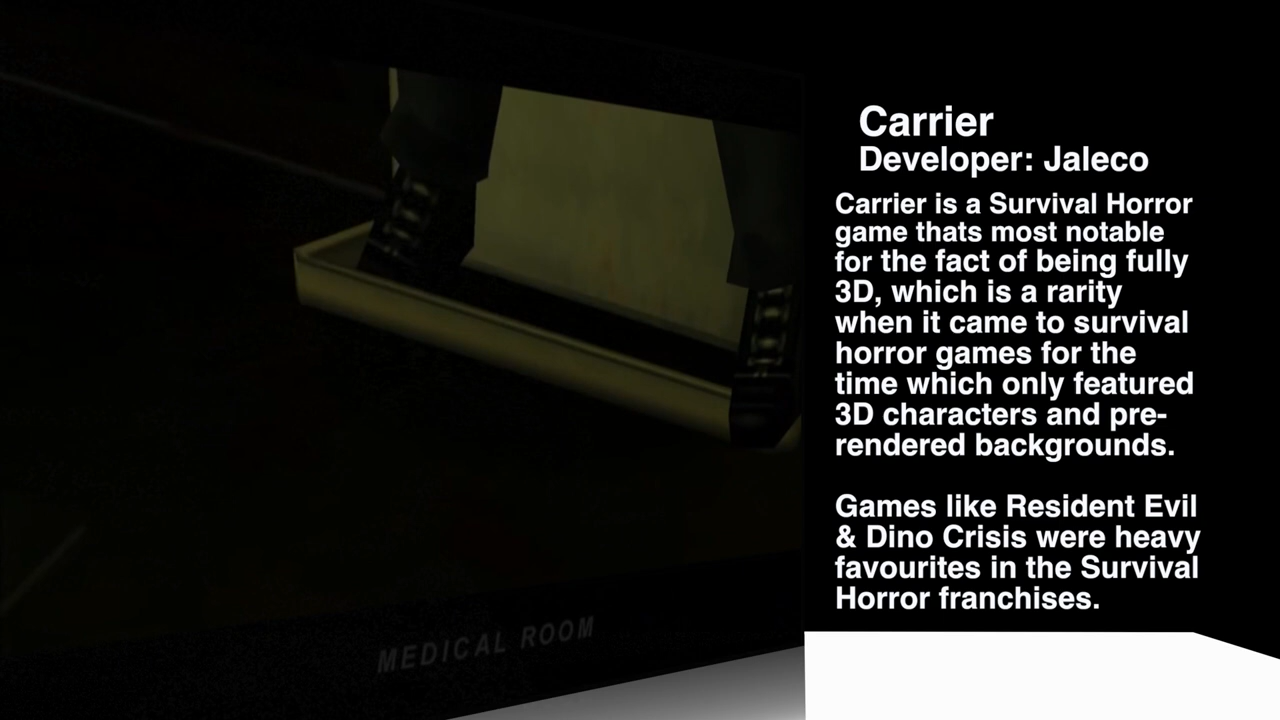 Carrier
Developer: Jaleco
Carrier is a Survival Horror
game thats most notable
for the fact of being fully
3D, which is a rarity
when it came to survival
horror games for the
time which only featured
3D characters and pre-
rendered backgrounds.
Games like Resident Evil
& Dino Crisis were heavy
favourites in the Survival
Horror franchises.
MEDICAL ROOM